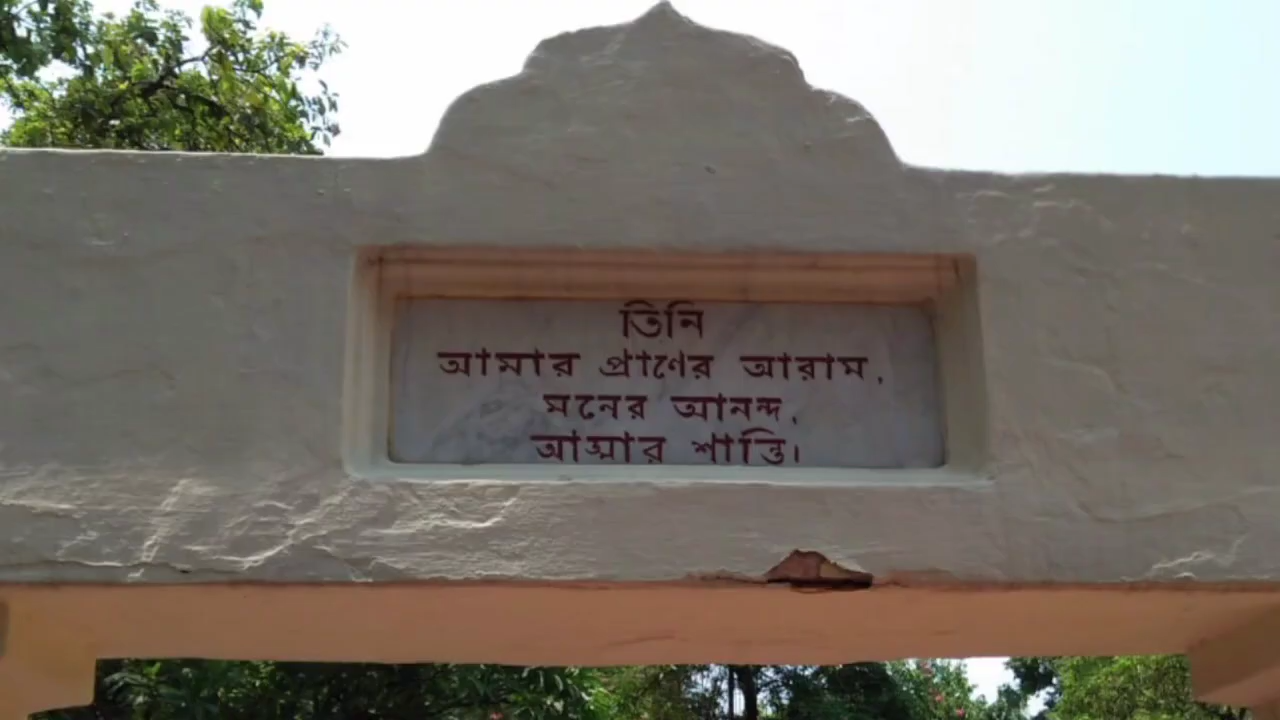 তিনি
আমার প্রাণের আরাম,
মনের আনন্দ,
আত্মার শান্তি।